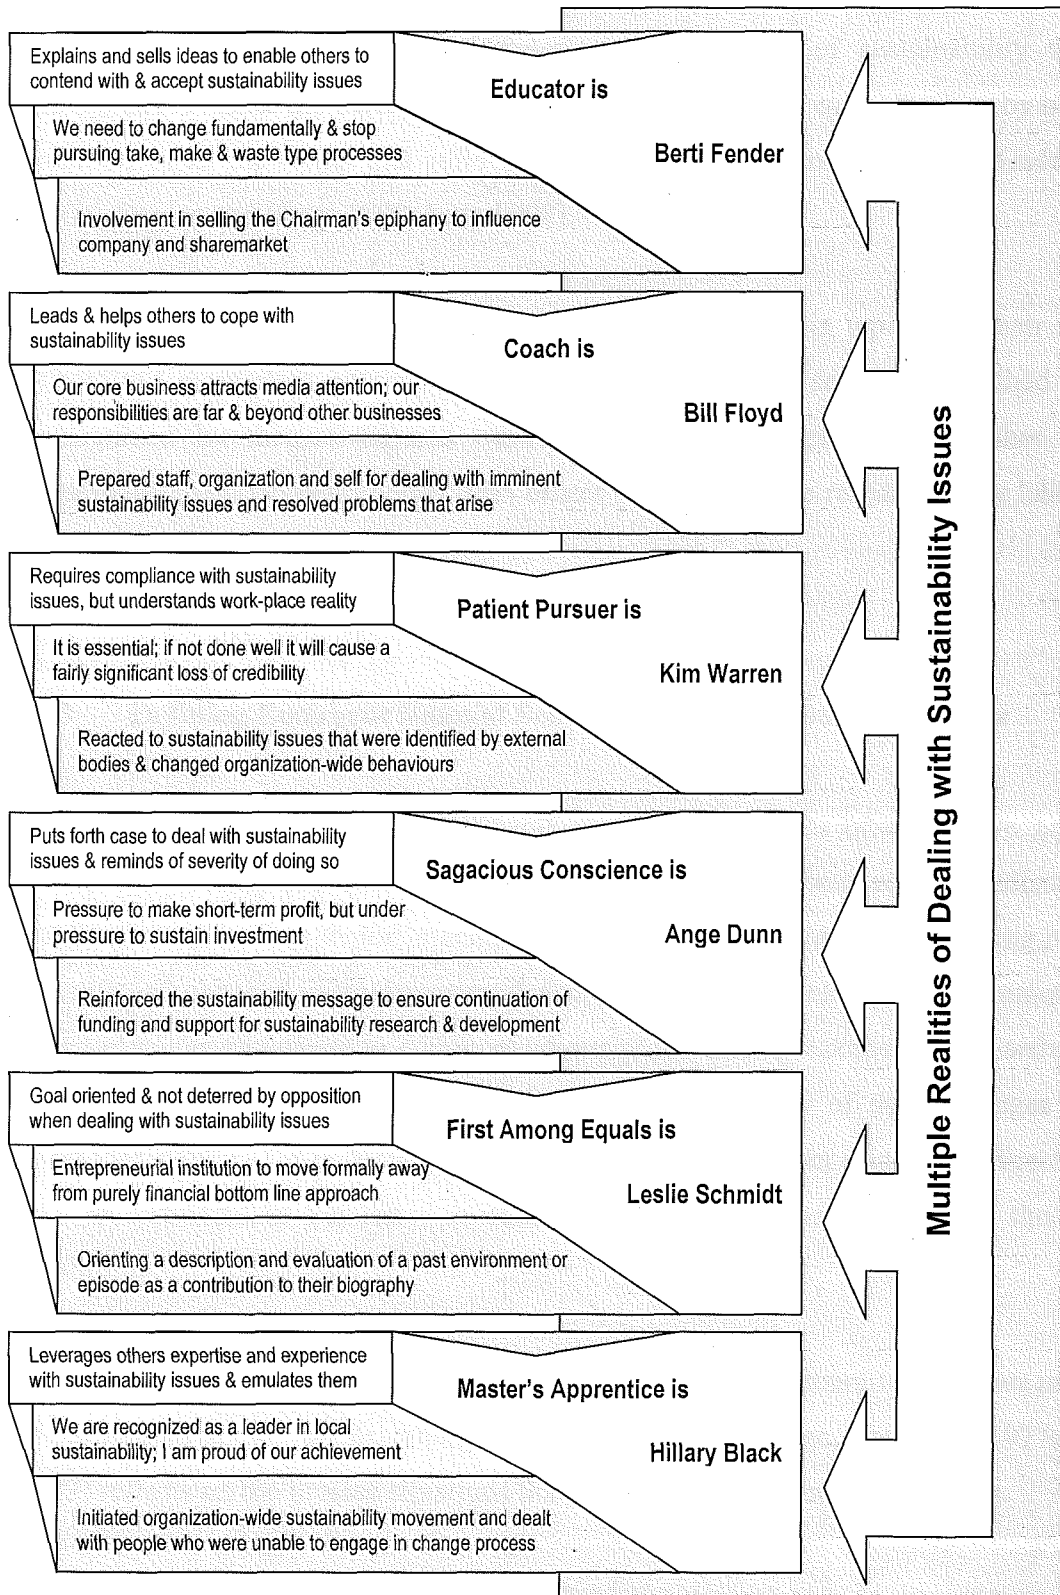 Explains and sells ideas to enable others to
contend with & accept sustainability issues
We need to change fundamentally & stop
pursuing take, make & waste type processes
Involvement in selling the Chairman's epiphany to influence
company and sharemarket
Educator is
Berti Fender
Leads & helps others to cope with
sustainability issues
Our core business attracts media attention; our
responsibilities are far & beyond other businesses
Prepared staff, organization and self for dealing with imminent
sustainability issues and resolved problems that arise
Coach is
Bill Floyd
Requires compliance with sustainability
issues, but understands work-place reality
It is essential; if not done well it will cause a
fairly significant loss of credibility
Reacted to sustainability issues that were identified by external
bodies & changed organization-wide behaviours
Patient Pursuer is
Kim Warren
Puts forth case to deal with sustainability
issues & reminds of severity of doing so
Pressure to make short-term profit, but under
pressure to sustain investment
Reinforced the sustainability message to ensure continuation of
funding and support for sustainability research & development
Sagacious Conscience is
Ange Dunn
Goal oriented & not deterred by opposition
when dealing with sustainability issues
Entrepreneurial institution to move formally away
from purely financial bottom line approach
Orienting a description and evaluation of a past environment or
episode as a contribution to their biography
First Among Equals is
Leslie Schmidt
Leverages others expertise and experience
with sustainability issues & emulates them
We are recognized as a leader in local
sustainability; I am proud of our achievement
Initiated organization-wide sustainability movement and dealt
with people who were unable to engage in change process
Master's Apprentice is
Hillary Black
Multiple Realities of Dealing with Sustainability Issues